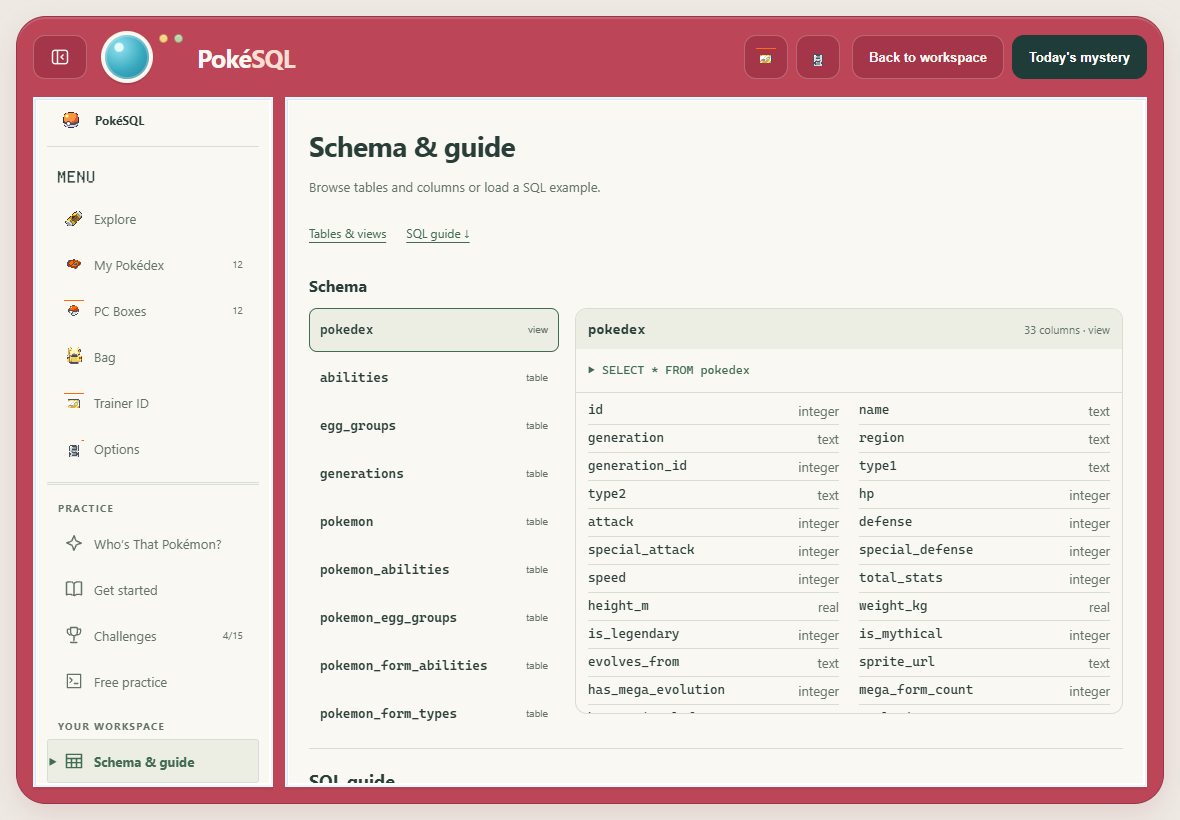 PokéSQL
Back to workspace
Today's mystery
PokéSQL
MENU
Explore
My Pokédex 12
PC Boxes 12
Bag
Trainer ID
Options
PRACTICE
Who's That Pokémon?
Get started
Challenges 4/15
Free practice
YOUR WORKSPACE
Schema & guide
Schema & guide
Browse tables and columns or load a SQL example.
Tables & views SQL guide ↓
Schema
pokedex view
abilities table
egg_groups table
generations table
pokemon table
pokemon_abilities table
pokemon_egg_groups table
pokemon_form_abilities table
pokemon_form_types table
pokedex 33 columns · view
SELECT * FROM pokedex
id integer name text
generation text region text
generation_id integer type1 text
type2 text hp integer
attack integer defense integer
special_attack integer special_defense integer
speed integer total_stats integer
height_m real weight_kg real
is_legendary integer is_mythical integer
evolves_from text sprite_url text
has_mega_evolution integer mega_form_count integer
SQL guide